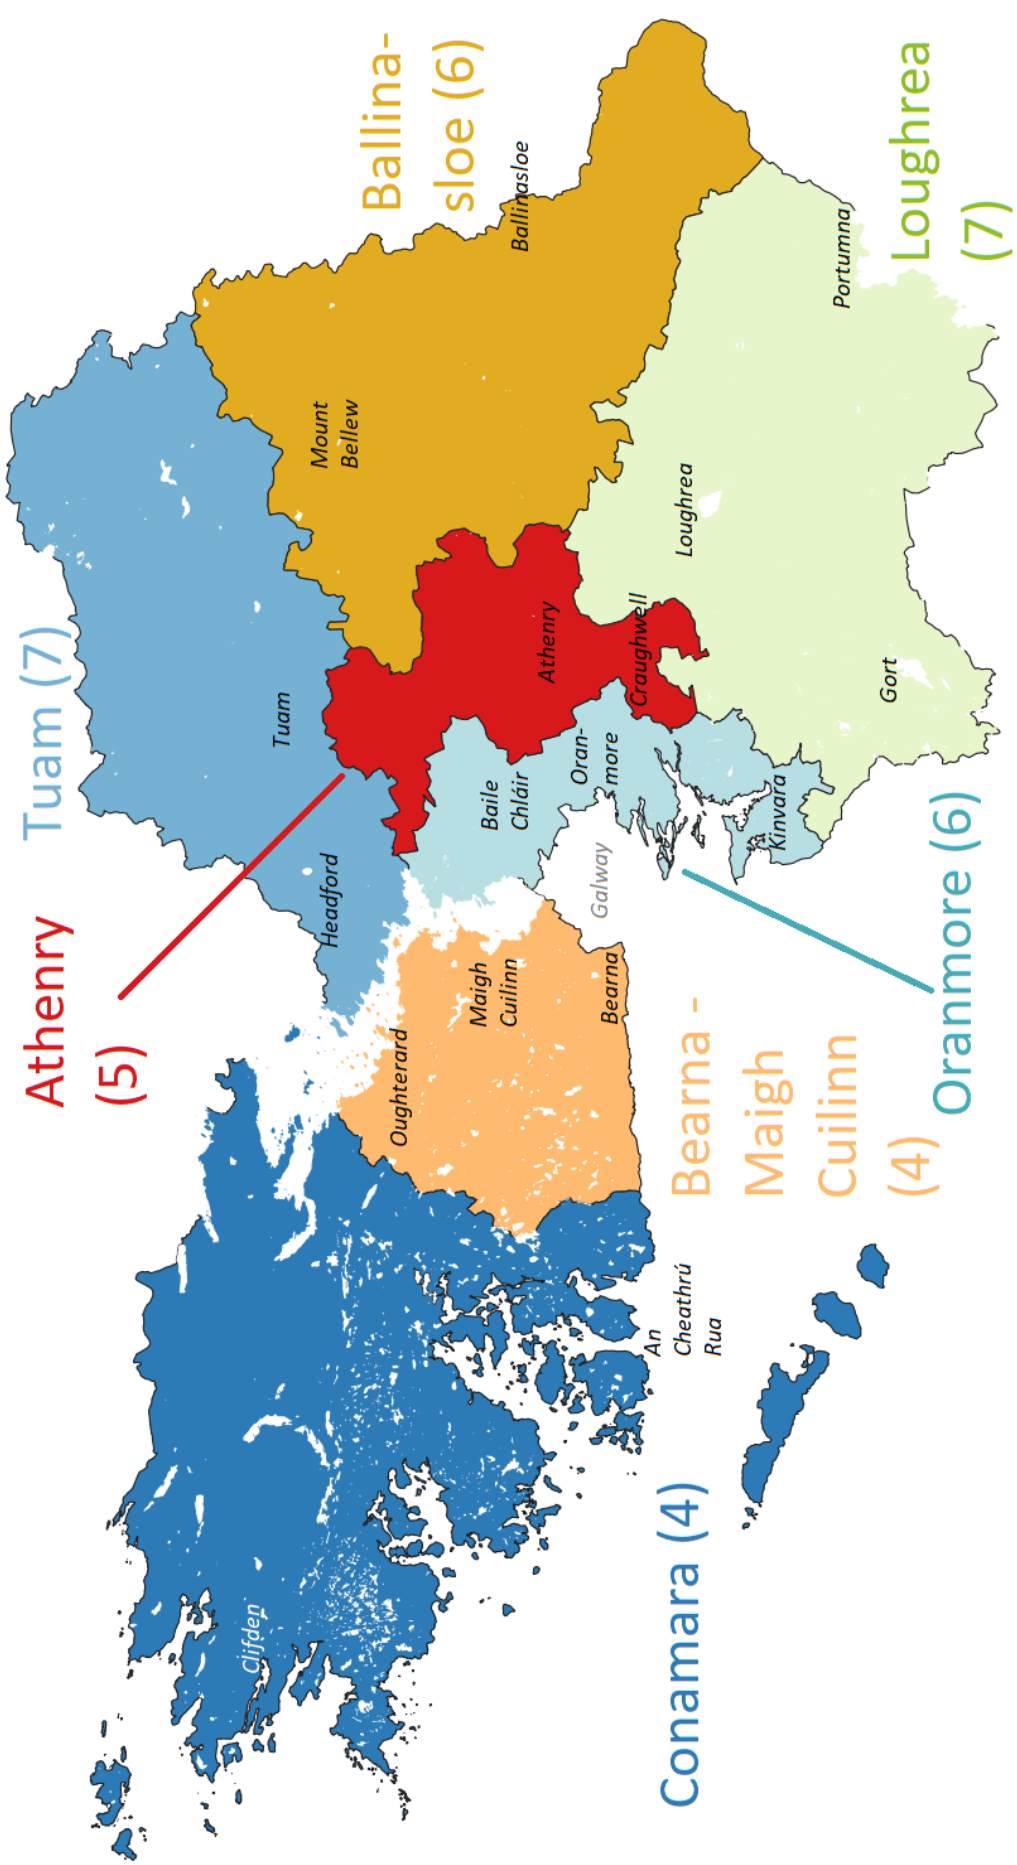 Tuam (7)
Athenry
(5)
Ballina-
sloe (6)
Conamara (4)
Bearna -
Maigh
Cuilinn
(4)
Oranmore (6)
Loughrea
(7)
Clifden
An
Cheathrú
Rua
Oughterard
Maigh
Cuilinn
Bearna
Headford
Tuam
Baile
Chláir
Galway
Oran-
more
Kinvara
Athenry
Craughwell
Mount
Bellew
Ballinasloe
Loughrea
Gort
Portumna